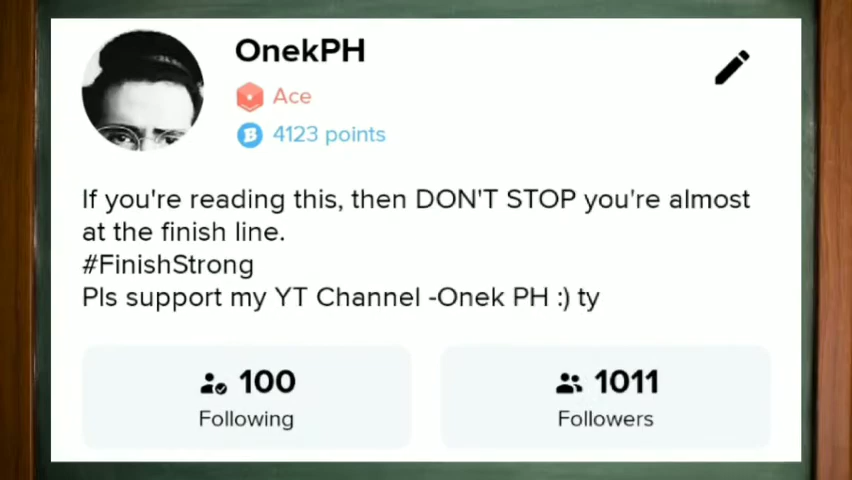 OnekPH
Ace
4123 points
If you're reading this, then DON'T STOP you're almost
at the finish line.
#FinishStrong
Pls support my YT Channel -Onek PH :) ty
100
Following
1011
Followers